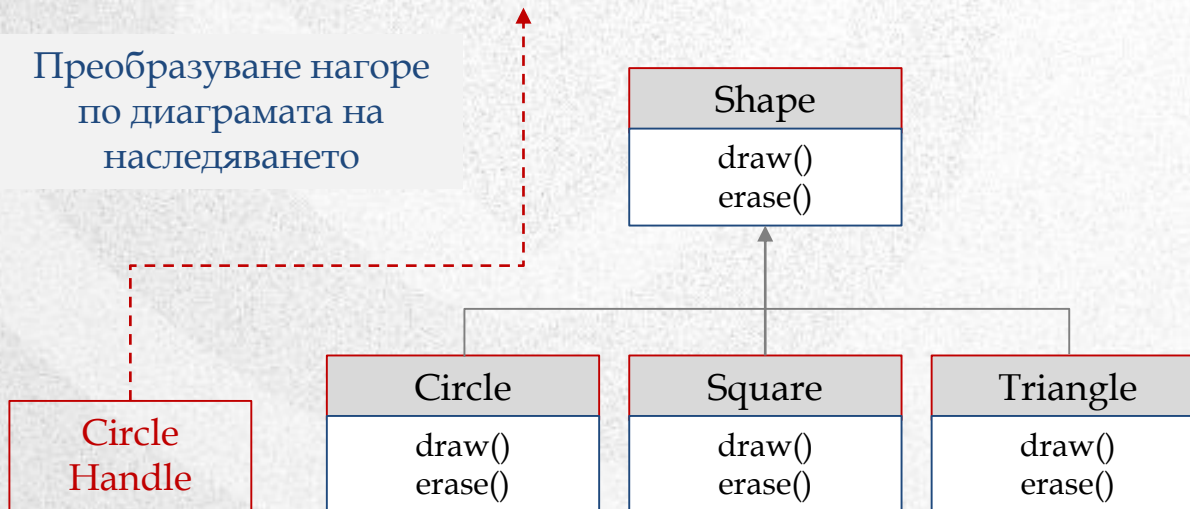 Преобразуване нагоре
по диаграмата на
наследяването
Shape
draw()
erase()
Circle
Handle
Circle
draw()
erase()
Square
draw()
erase()
Triangle
draw()
erase()